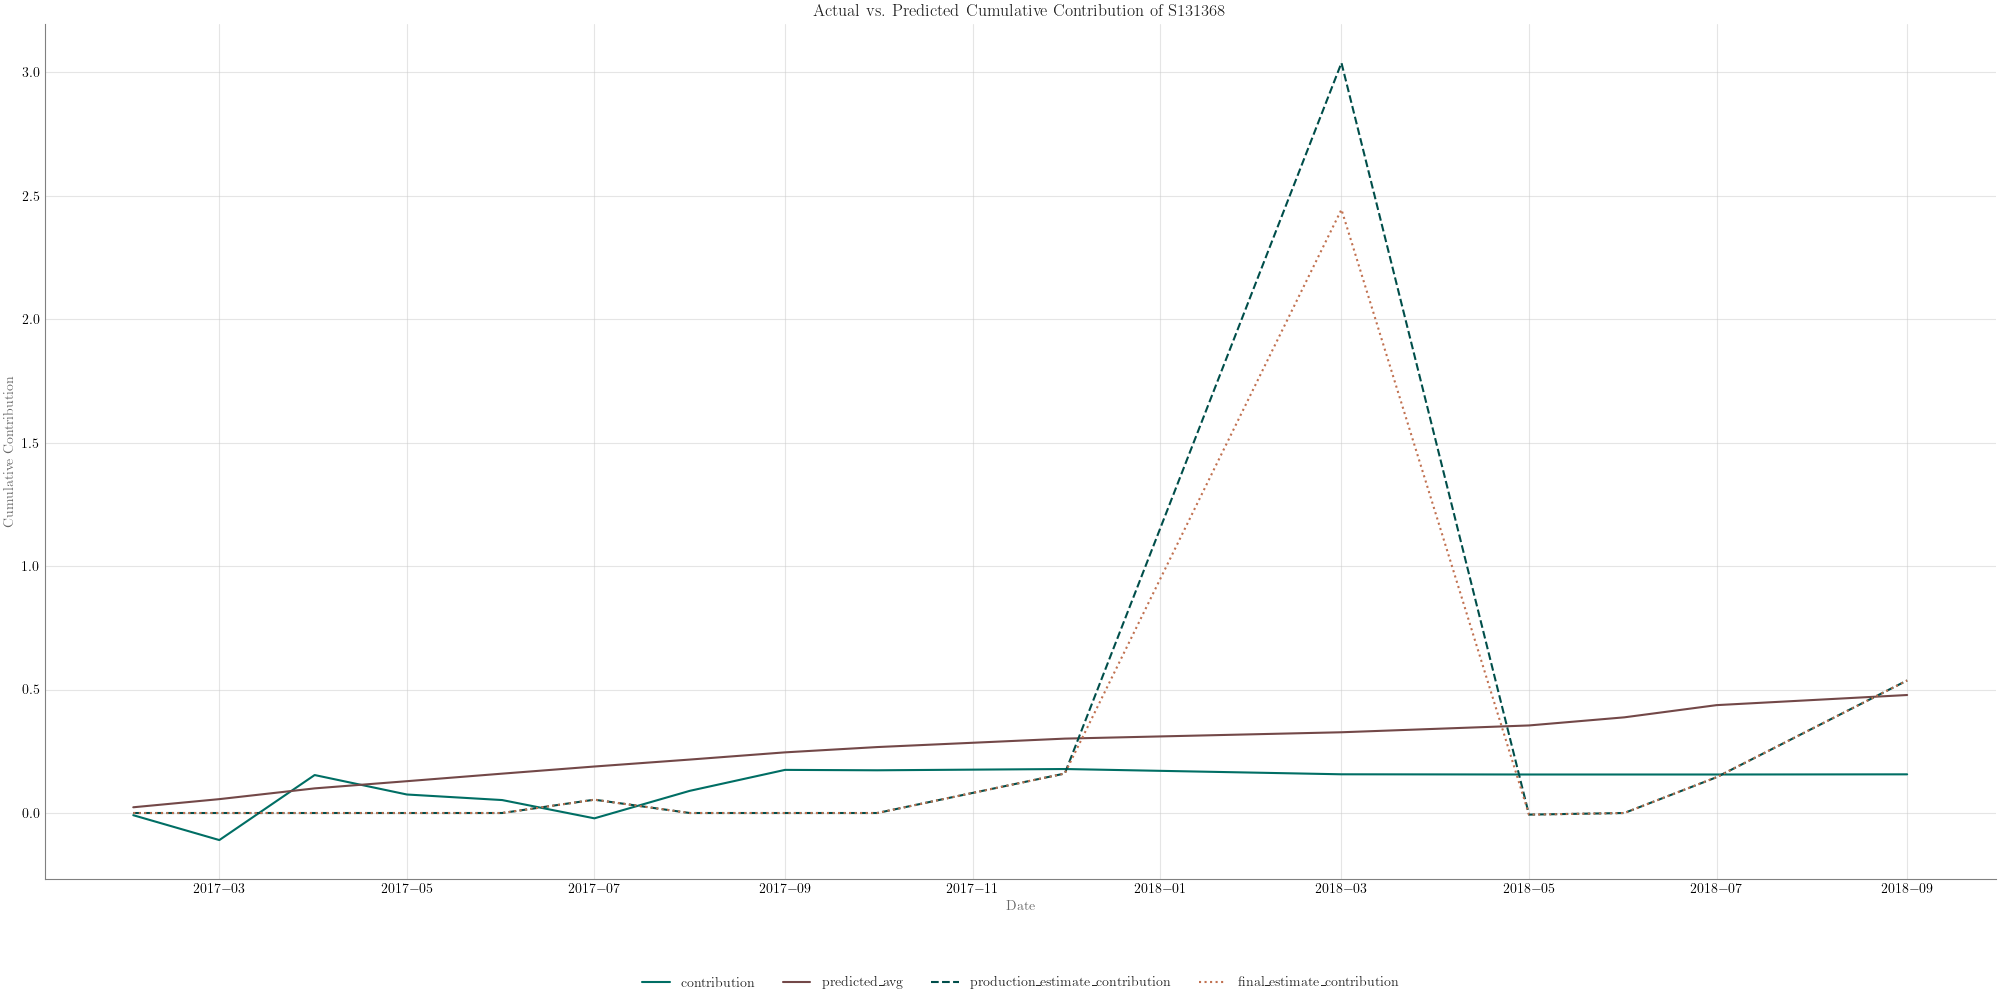 Actual vs. Predicted Cumulative Contribution of S131368
Cumulative Contribution
3.0
2.5
2.0
1.5
1.0
0.5
0.0
2017−03 2017−05 2017−07 2017−09 2017−11 2018−01 2018−03 2018−05 2018−07 2018−09
Date
contribution predicted_avg production_estimate_contribution final_estimate_contribution